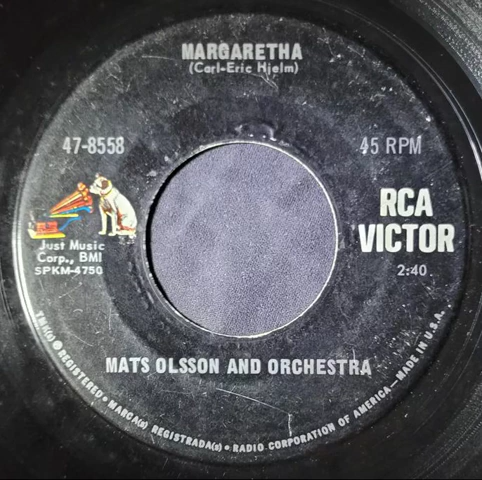 MARGARETHA
(Carl-Eric Hjelm)
47-8558
45 RPM
RCA
VICTOR
Just Music
Corp., BMI
SPKM-4750
2:40
MATS OLSSON AND ORCHESTRA
TMK(s) ® REGISTERED • MARCA(s) REGISTRADA(s) • RADIO CORPORATION OF AMERICA—MADE IN U.S.A.